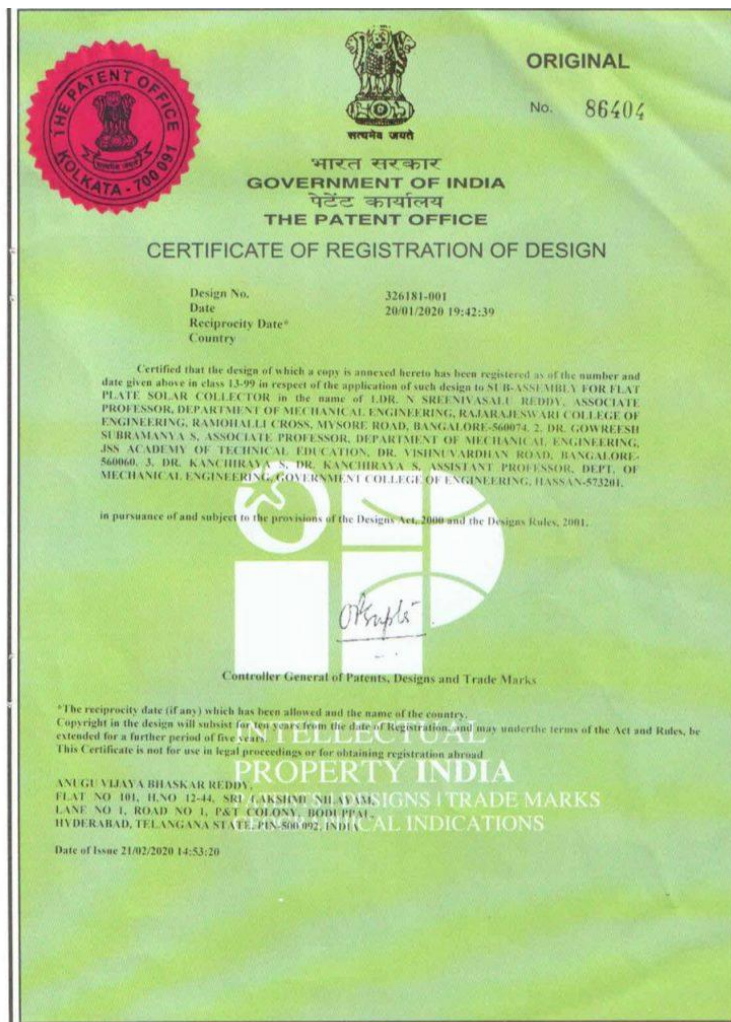 THE PATENT OFFICE
KOLKATA - 700 091
सत्यमेव जयते
ORIGINAL
No. 86404
भारत सरकार
GOVERNMENT OF INDIA
पेटेंट कार्यालय
THE PATENT OFFICE
CERTIFICATE OF REGISTRATION OF DESIGN
Design No. 326181-001
Date 20/01/2020 19:42:39
Reciprocity Date*
Country
Certified that the design of which a copy is annexed hereto has been registered as of the number and
date given above in class 13-99 in respect of the application of such design to SUB-ASSEMBLY FOR FLAT
PLATE SOLAR COLLECTOR in the name of 1.DR. N SREENIVASALU REDDY, ASSOCIATE
PROFESSOR, DEPARTMENT OF MECHANICAL ENGINEERING, RAJARAJESWARI COLLEGE OF
ENGINEERING, RAMOHALLI CROSS, MYSORE ROAD, BANGALORE-560074. 2. DR. GOWREESH
SUBRAMANYA S, ASSOCIATE PROFESSOR, DEPARTMENT OF MECHANICAL ENGINEERING,
JSS ACADEMY OF TECHNICAL EDUCATION, DR. VISHNUVARDHAN ROAD, BANGALORE-
560060. 3. DR. KANCHIRAYA S, DR. KANCHIRAYA S, ASSISTANT PROFESSOR, DEPT. OF
MECHANICAL ENGINEERING, GOVERNMENT COLLEGE OF ENGINEERING, HASSAN-573201.
in pursuance of and subject to the provisions of the Designs Act, 2000 and the Designs Rules, 2001.
OPGupta
Controller General of Patents, Designs and Trade Marks
*The reciprocity date (if any) which has been allowed and the name of the country.
Copyright in the design will subsist for ten years from the date of Registration, and may underthe terms of the Act and Rules, be
extended for a further period of five years.
This Certificate is not for use in legal proceedings or for obtaining registration abroad
INTELLECTUAL
PROPERTY INDIA
DESIGNS | TRADE MARKS
INDICATIONS
ANUGU VIJAYA BHASKAR REDDY,
FLAT NO 101, H.NO 12-44, SRI LAKSHMI NILAYAM,
LANE NO 1, ROAD NO 1, P&T COLONY, BODUPPAL,
HYDERABAD, TELANGANA STATE, PIN-500 092, INDIA
Date of Issue 21/02/2020 14:53:20